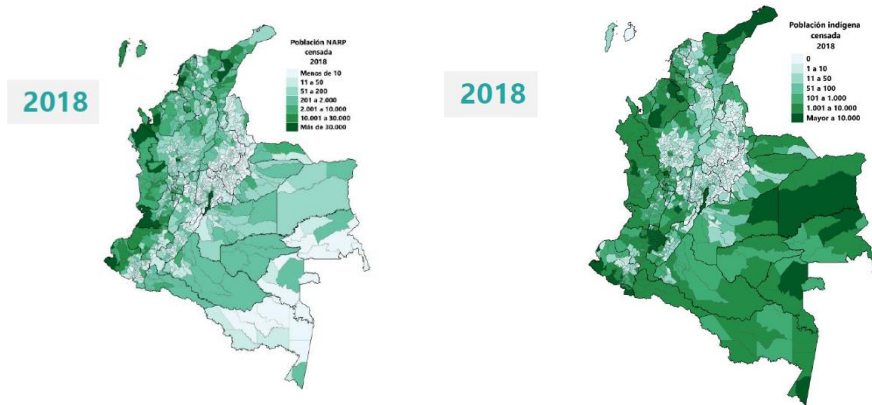 2018
Población NARP
censada
2018
Menos de 10
11 a 50
51 a 200
201 a 2.000
2.001 a 10.000
10.001 a 30.000
Más de 30.000
2018
Población indígena
censada
2018
0
1 a 10
11 a 50
51 a 100
101 a 1.000
1.001 a 10.000
Mayor a 10.000